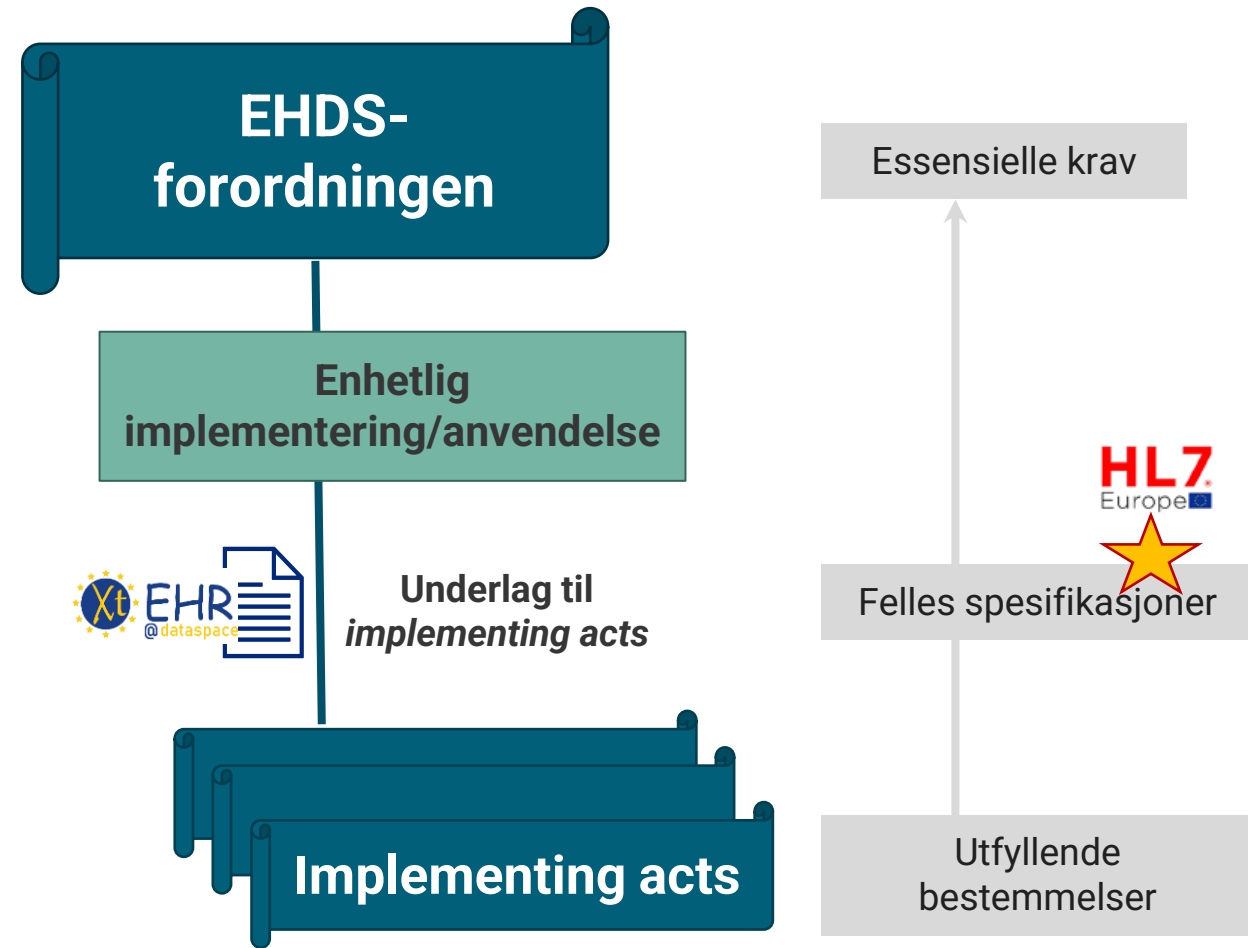 EHDS-
forordningen
Essensielle krav
Enhetlig
implementering/anvendelse
HL7
Europe
Xt EHR
@dataspace
Underlag til
implementing acts
Felles spesifikasjoner
Implementing acts
Utfyllende
bestemmelser